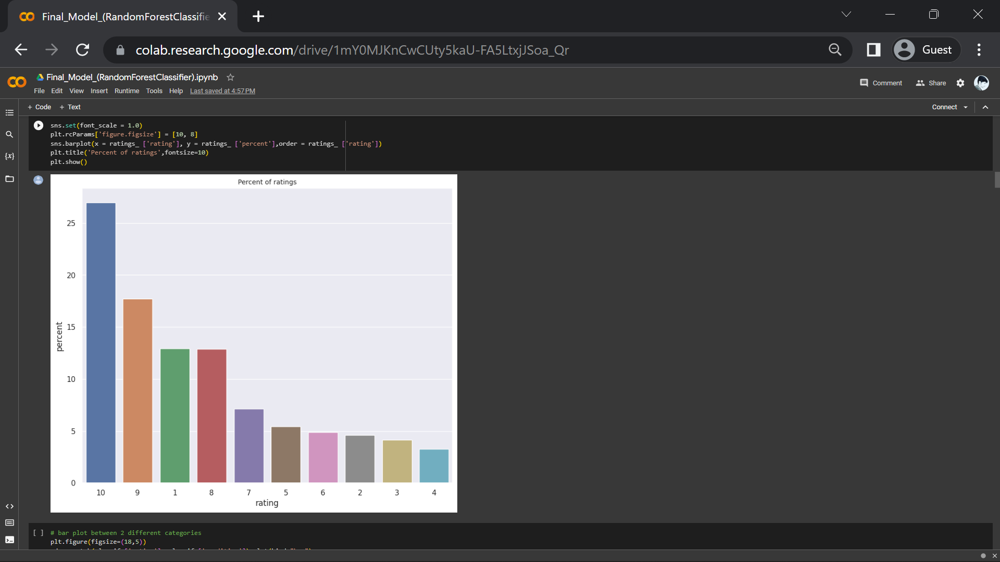 Final_Model_(RandomForestClassifie
colab.research.google.com/drive/1mY0MJKnCwCUty5kaU-FA5LtxjJSoa_Qr
Guest
Final_Model_(RandomForestClassifier).ipynb
Comment
Share
File Edit View Insert Runtime Tools Help Last saved at 4:57 PM
+ Code + Text
Connect
sns.set(font_scale = 1.0)
plt.rcParams['figure.figsize'] = [10, 8]
sns.barplot(x = ratings_ ['rating'], y = ratings_ ['percent'],order = ratings_ ['rating'])
plt.title('Percent of ratings',fontsize=10)
plt.show()
{x}
Percent of ratings
25
20
15
10
5
0
percent
10 9 1 8 7 5 6 2 3 4
rating
[ ] # bar plot between 2 different categories
plt.figure(figsize=(18,5))